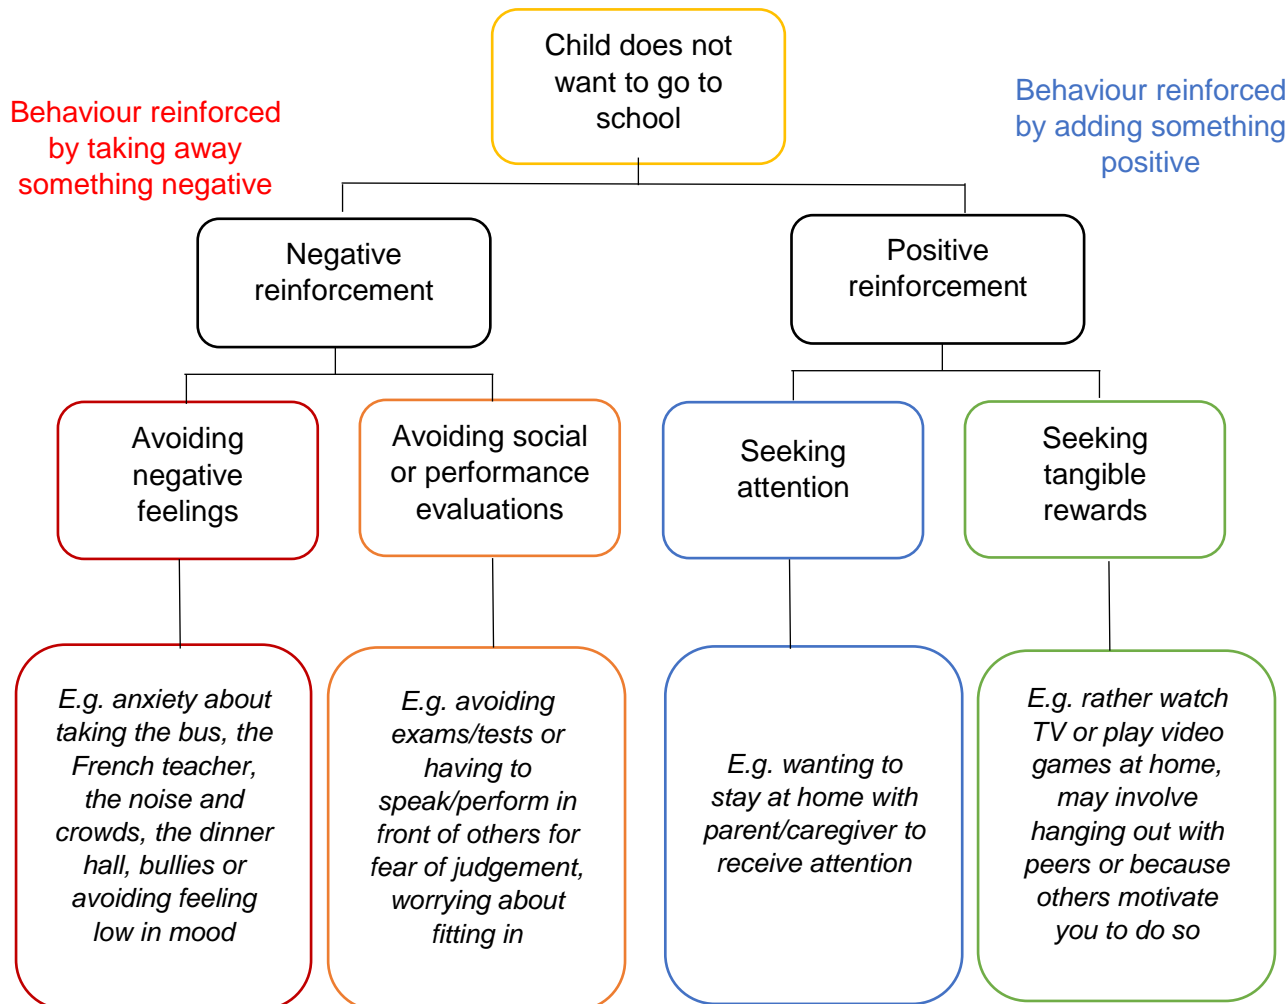 Child does not
want to go to
school
Behaviour reinforced
by taking away
something negative
Behaviour reinforced
by adding something
positive
Negative
reinforcement
Positive
reinforcement
Avoiding
negative
feelings
Avoiding social
or performance
evaluations
Seeking
attention
Seeking
tangible
rewards
E.g. anxiety about
taking the bus, the
French teacher,
the noise and
crowds, the dinner
hall, bullies or
avoiding feeling
low in mood
E.g. avoiding
exams/tests or
having to
speak/perform in
front of others for
fear of judgement,
worrying about
fitting in
E.g. wanting to
stay at home with
parent/caregiver to
receive attention
E.g. rather watch
TV or play video
games at home,
may involve
hanging out with
peers or because
others motivate
you to do so